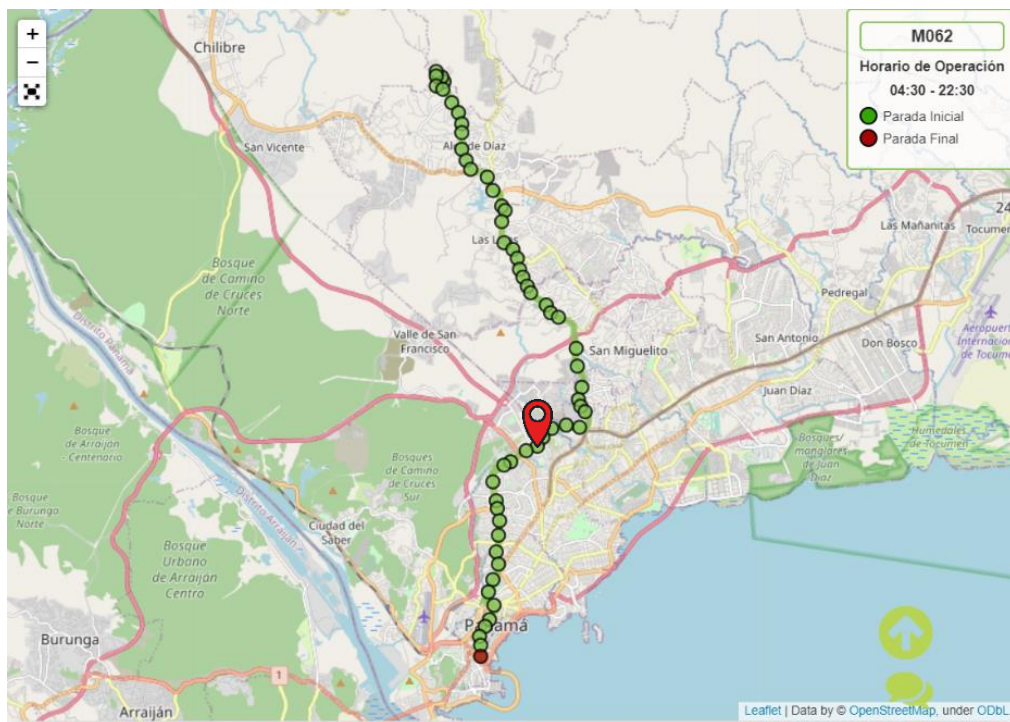 +
−
M062
Horario de Operación
04:30 - 22:30
Parada Inicial
Parada Final
Chilibre
San Vicente
Alcalde Díaz
Las Mañanitas
24
Tocumen
Bosque
de Camino
de Cruces
Norte
Pedregal
Distrito Panamá
Valle de San
Francisco
San Miguelito
San Antonio
Don Bosco
Aeropuerto
Internacional
de Tocumen
Juan Díaz
Bosque
de Arraiján
- Centenario
Bosques
de Camino
de Cruces
Sur
Bosques/
manglares
de Juan
Díaz
Humedales
de Tocumen
Bosque
de Burunga
Norte
Distrito Arraiján
Ciudad del
Saber
Bosque
Urbano
de Arraiján
Centro
Panamá
Burunga
1
Arraiján
Leaflet | Data by © OpenStreetMap, under ODbL